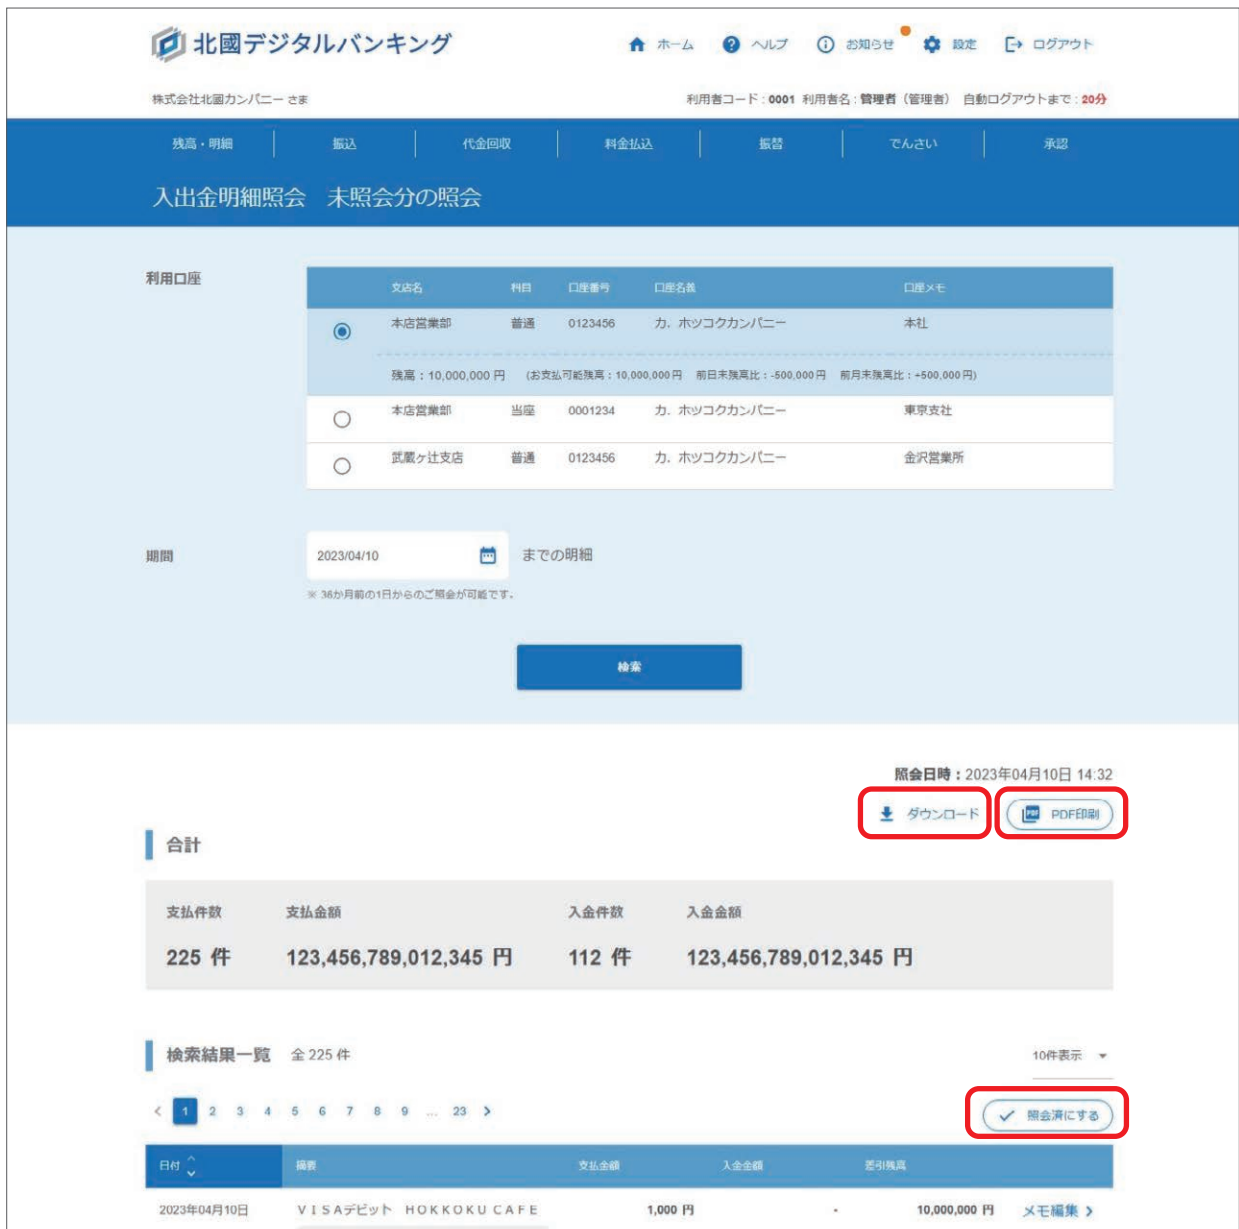 北國デジタルバンキング
ホーム ヘルプ お知らせ 設定 ログアウト
株式会社北國カンパニー さま
利用者コード : 0001 利用者名 : 管理者（管理者） 自動ログアウトまで : 20分
残高・明細 振込 代金回収 料金払込 振替 でんさい 承認
入出金明細照会 未照会分の照会
利用口座
支店名 科目 口座番号 口座名義 口座メモ
本店営業部 普通 0123456 カ．ホツコクカンパニー 本社
残高：10,000,000 円 (お支払可能残高：10,000,000 円 前日末残高比：-500,000 円 前月末残高比：+500,000 円)
本店営業部 当座 0001234 カ．ホツコクカンパニー 東京支社
武蔵ヶ辻支店 普通 0123456 カ．ホツコクカンパニー 金沢営業所
期間
2023/04/10 までの明細
※ 36か月前の1日からのご照会が可能です。
検索
照会日時：2023年04月10日 14:32
ダウンロード PDF PDF印刷
合計
支払件数 支払金額 入金件数 入金金額
225 件 123,456,789,012,345 円 112 件 123,456,789,012,345 円
検索結果一覧 全 225 件
10件表示
< 1 2 3 4 5 6 7 8 9 ... 23 >
照会済にする
日付 摘要 支払金額 入金金額 差引残高
2023年04月10日 ＶＩＳＡデビット ＨＯＫＫＯＫＵ ＣＡＦＥ 1,000 円 - 10,000,000 円 メモ編集 >